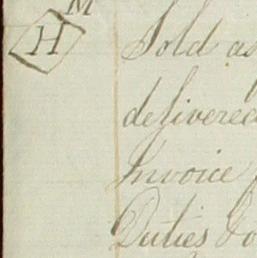 M
H
Sold as
delivered
Invoice
Duties &